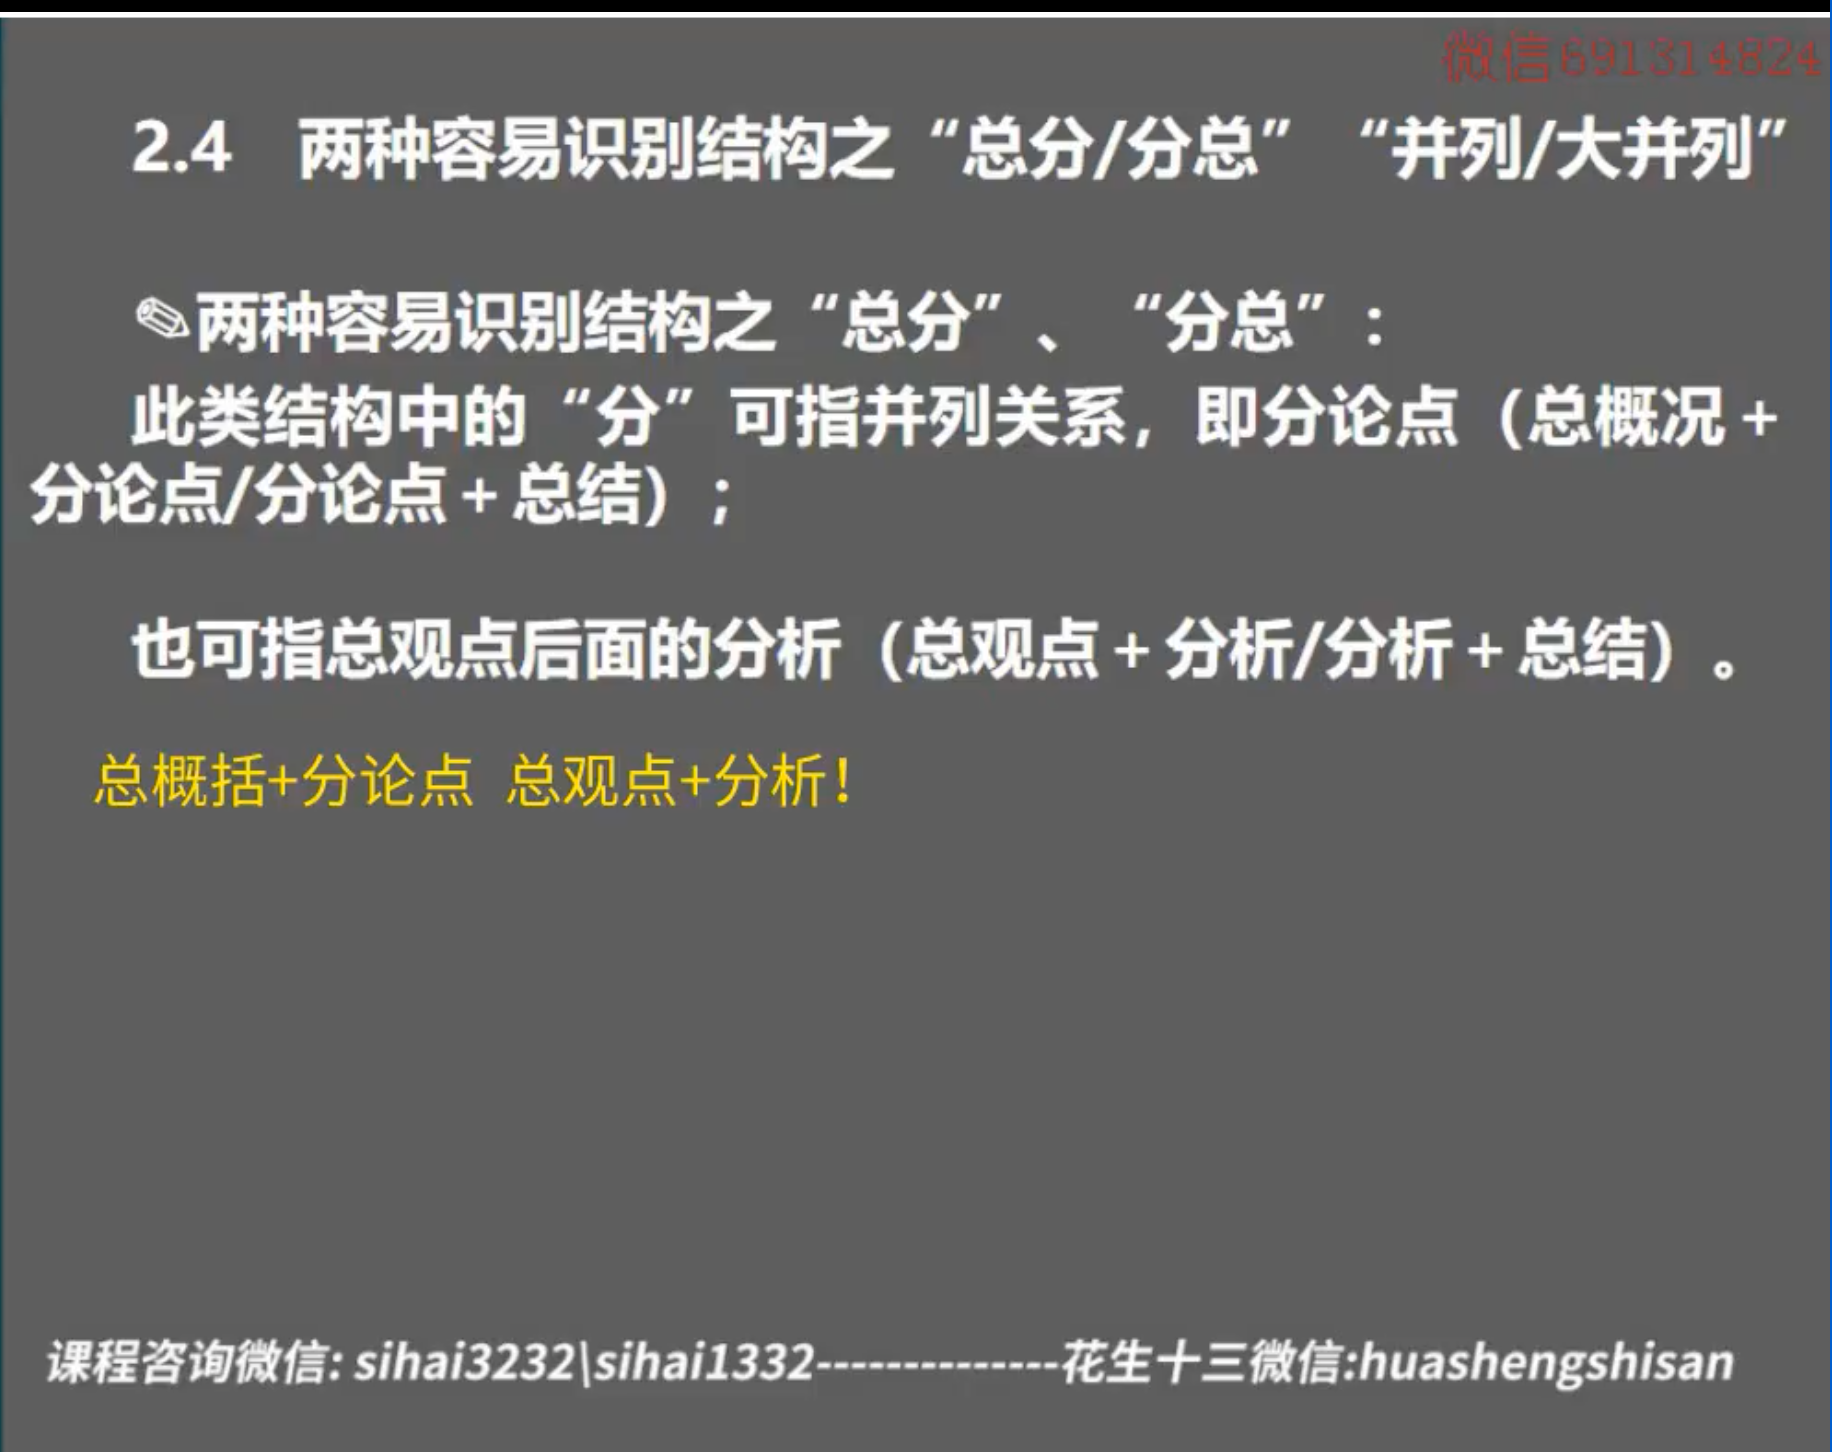 微信691314824
2.4 两种容易识别结构之“总分/分总” “并列/大并列”
✎两种容易识别结构之“总分”、“分总”：
此类结构中的“分”可指并列关系，即分论点（总概况+
分论点/分论点+总结）；
也可指总观点后面的分析（总观点+分析/分析+总结）。
总概括+分论点 总观点+分析！
课程咨询微信: sihai3232\sihai1332--------------花生十三微信:huashengshisan